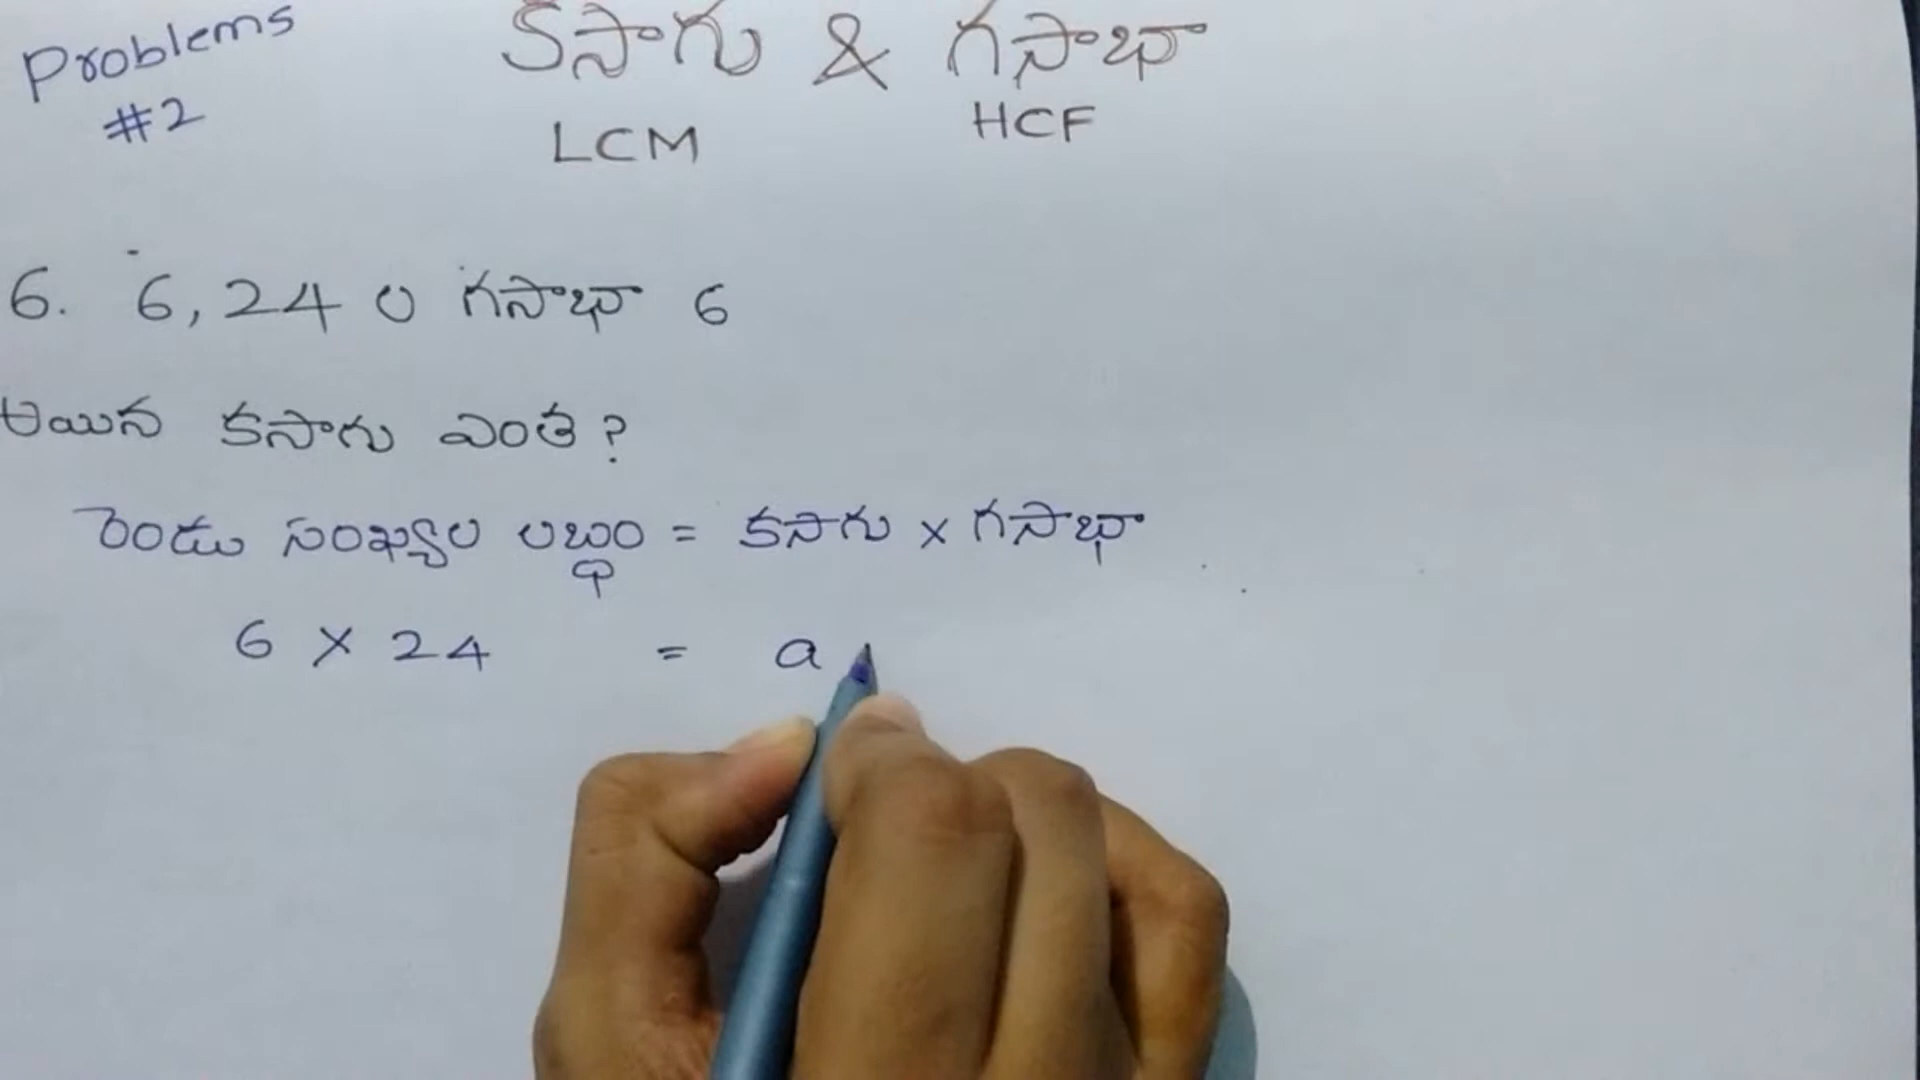 Problems
#2
కసాగు & గసాభా
LCM HCF
6. 6, 24 ల గసాభా 6
అయిన కసాగు ఎంత?
రెండు సంఖ్యల లబ్ధం = కసాగు x గసాభా
6 x 24 = a